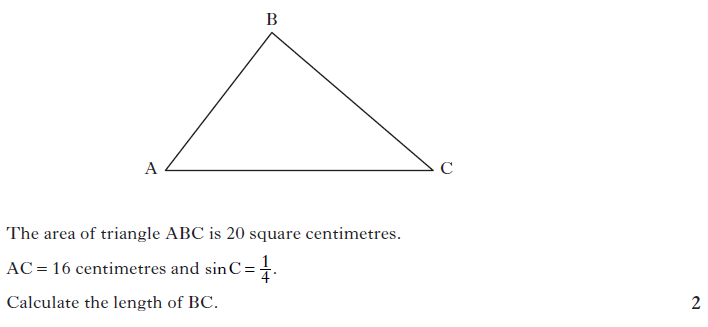 B
A
C
The area of triangle ABC is 20 square centimetres.
AC = 16 centimetres and sin C = 1/4.
Calculate the length of BC.
2